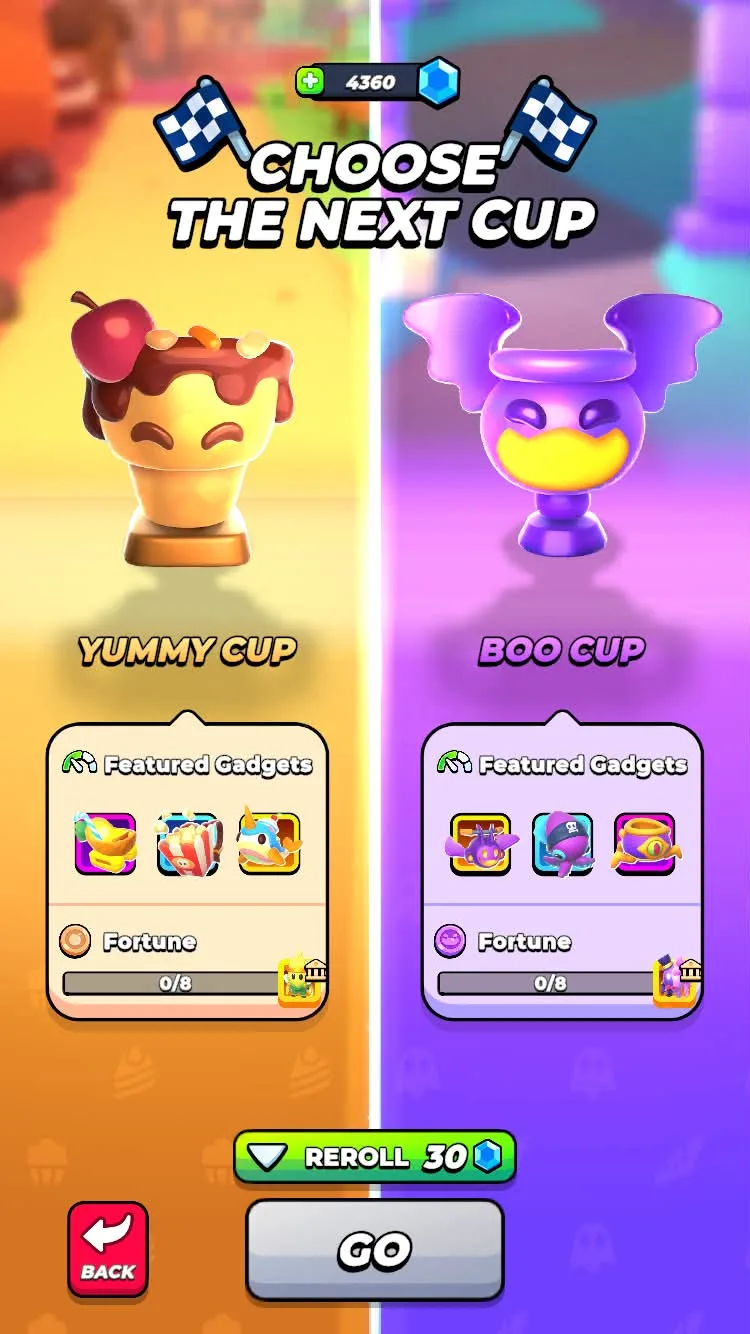 4360
CHOOSE
THE NEXT CUP
YUMMY CUP
BOO CUP
Featured Gadgets
Fortune
0/8
Featured Gadgets
Fortune
0/8
REROLL 30
BACK
GO